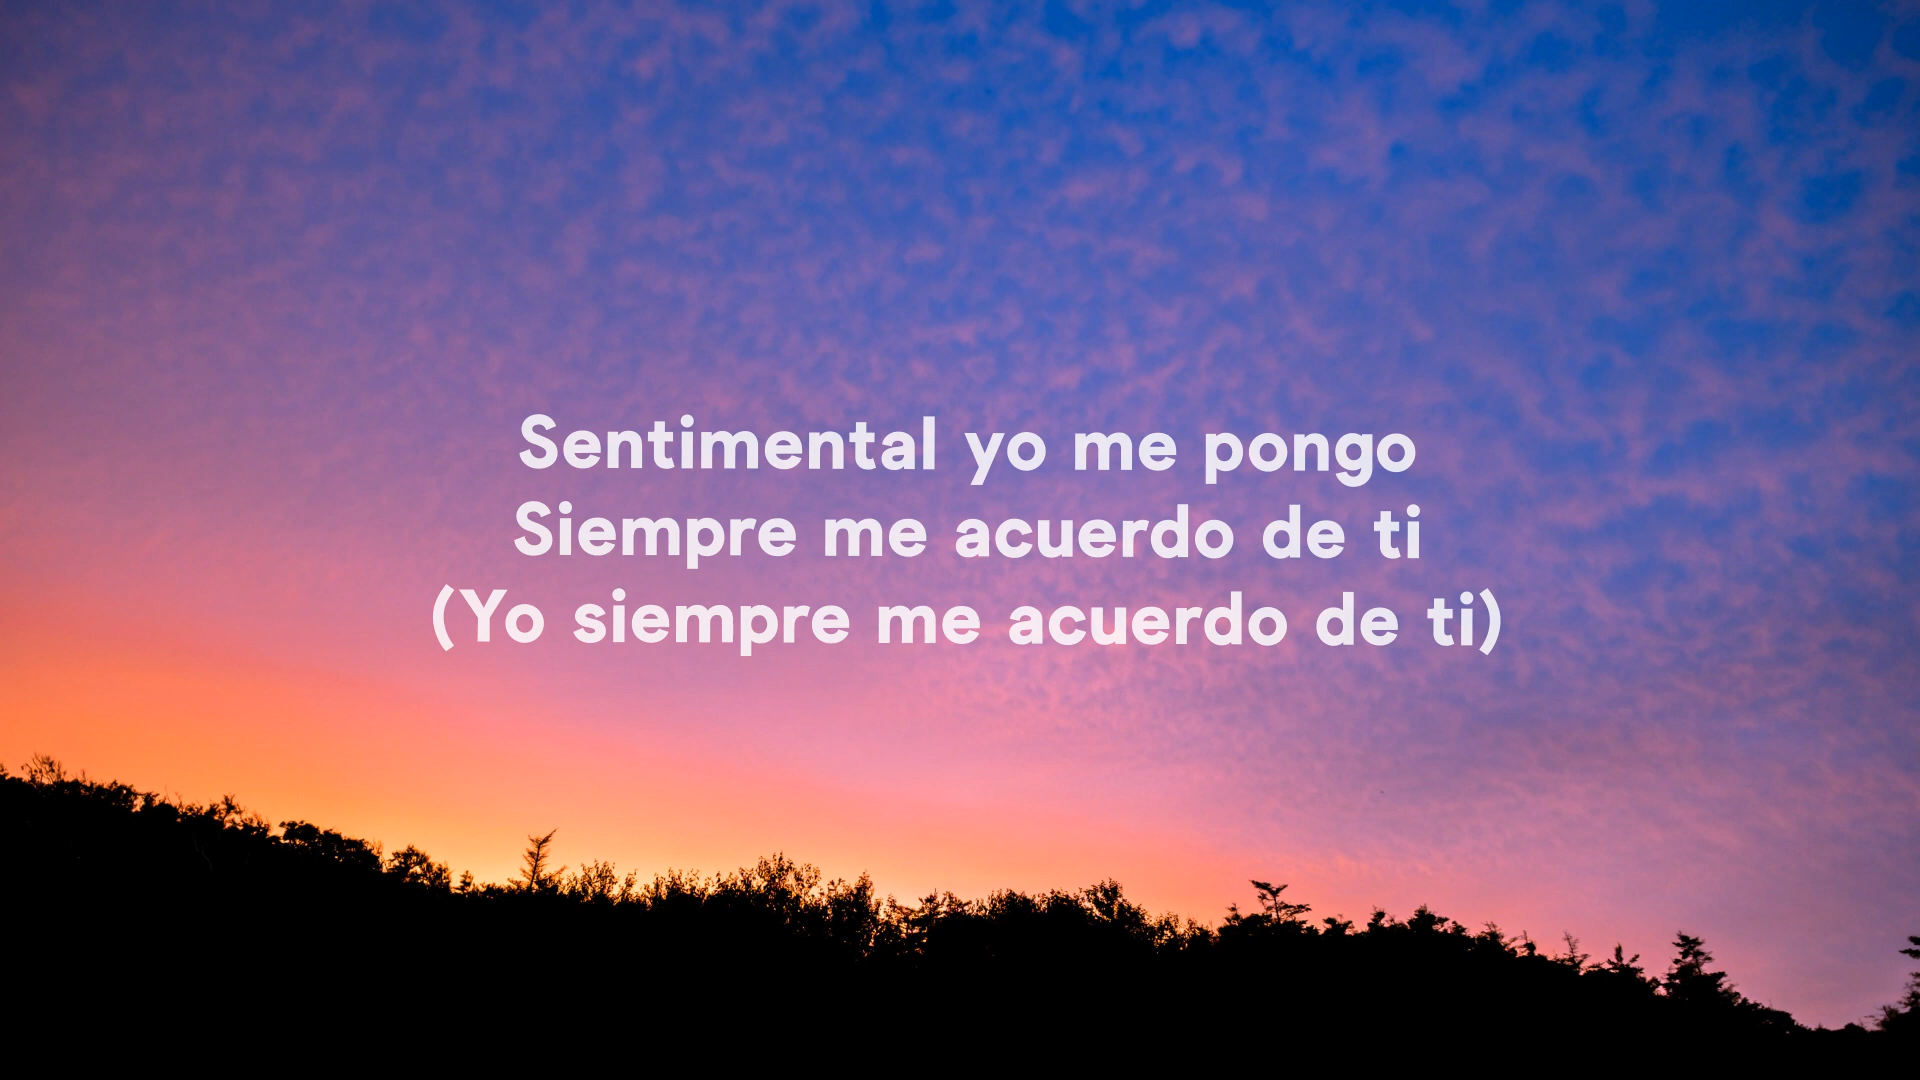 Sentimental yo me pongo
Siempre me acuerdo de ti
(Yo siempre me acuerdo de ti)